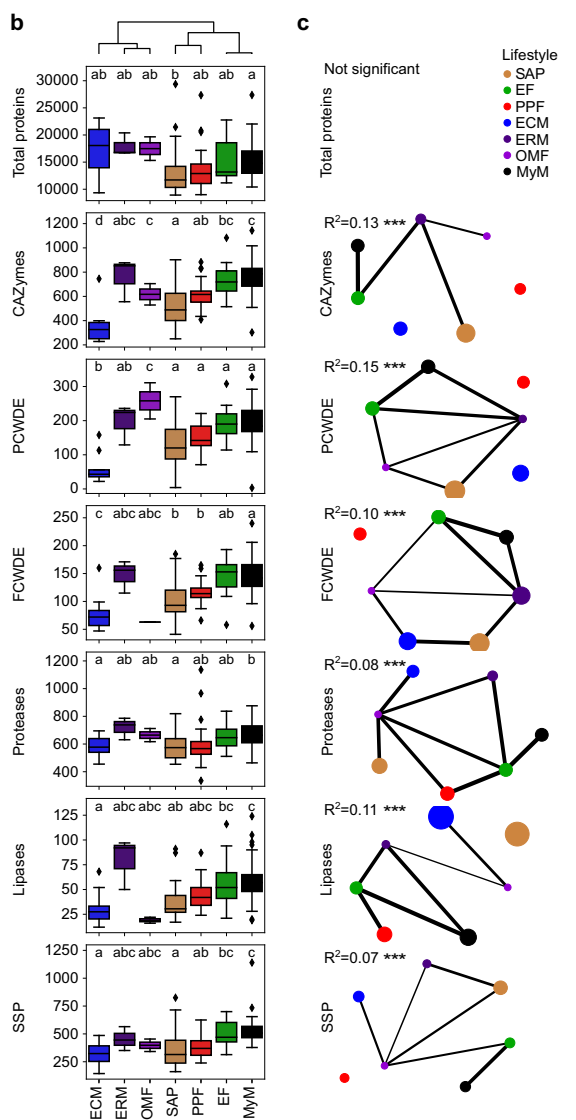 b
c
Total proteins
30000
25000
20000
15000
10000
ab ab ab b ab ab a
Not significant
Lifestyle
SAP
EF
PPF
ECM
ERM
OMF
MyM
Total proteins
CAZymes
1200
1000
800
600
400
200
d abc c a a bc c
CAZymes
R²=0.13 ***
PCWDE
300
200
100
0
b a c a a a a
PCWDE
R²=0.15 ***
FCWDE
250
200
150
100
50
c abc abc b b ab a
FCWDE
R²=0.10 ***
Proteases
1200
1000
800
600
400
a ab ab a ab ab b
Proteases
R²=0.08 ***
Lipases
125
100
75
50
25
a abc abc ab abc bc c
Lipases
R²=0.11 ***
SSP
1250
1000
750
500
250
a abc abc a ab bc c
SSP
R²=0.07 ***
ECM
ERM
OMF
SAP
PPF
EF
MyM